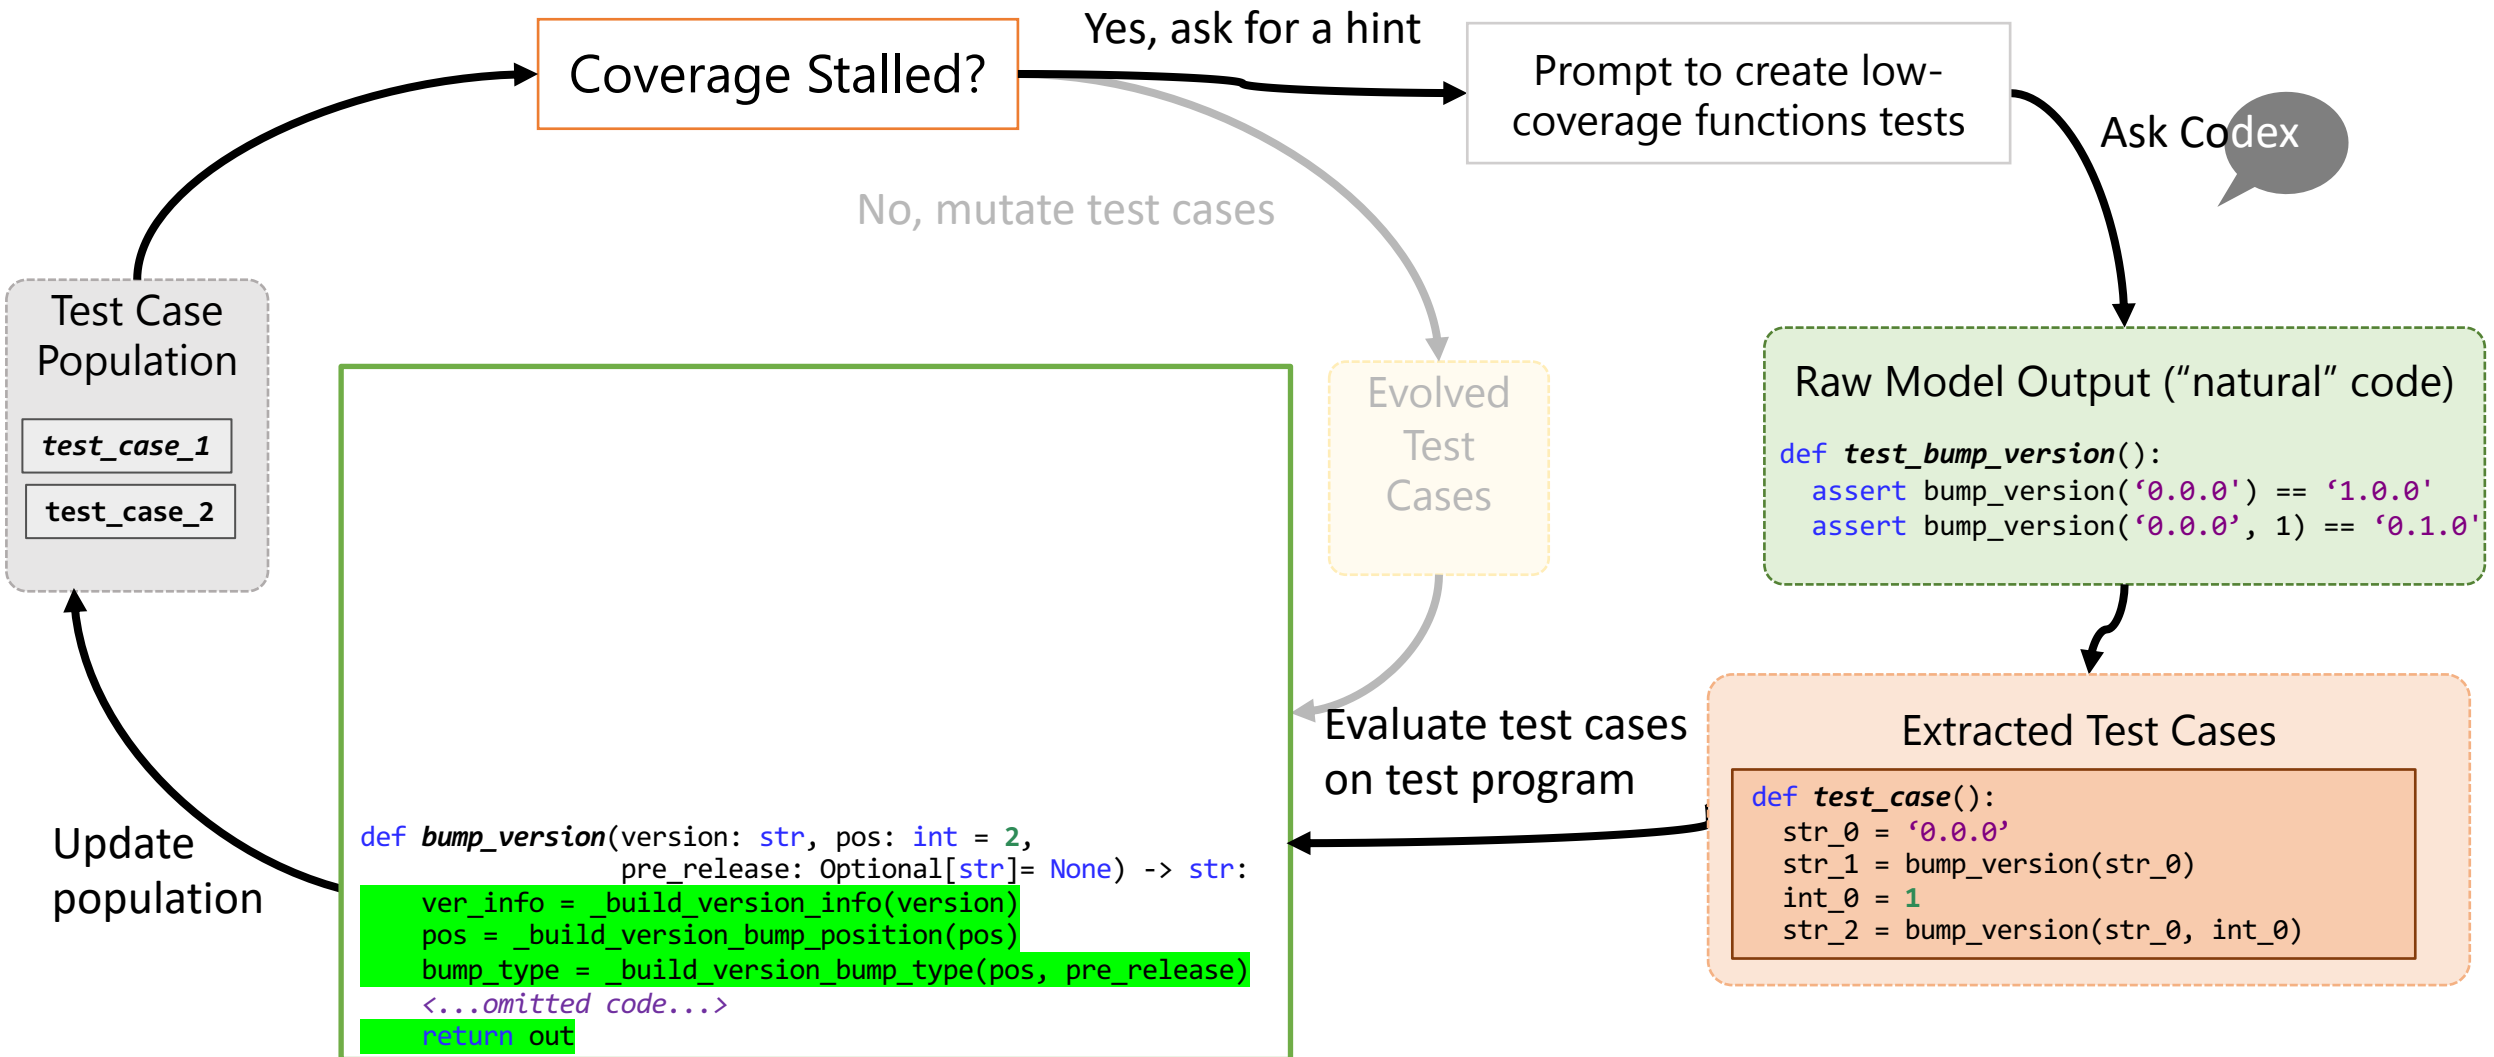 Yes, ask for a hint
Coverage Stalled?
Prompt to create low-
coverage functions tests
Ask Codex
No, mutate test cases
Test Case
Population
test_case_1
test_case_2
Evolved
Test
Cases
Raw Model Output (“natural” code)
def test_bump_version():
assert bump_version(‘0.0.0') == ‘1.0.0'
assert bump_version(‘0.0.0’, 1) == ‘0.1.0'
Extracted Test Cases
def test_case():
str_0 = ‘0.0.0’
str_1 = bump_version(str_0)
int_0 = 1
str_2 = bump_version(str_0, int_0)
Evaluate test cases
on test program
def bump_version(version: str, pos: int = 2,
pre_release: Optional[str]= None) -> str:
ver_info = _build_version_info(version)
pos = _build_version_bump_position(pos)
bump_type = _build_version_bump_type(pos, pre_release)
<...omitted code...>
return out
Update
population